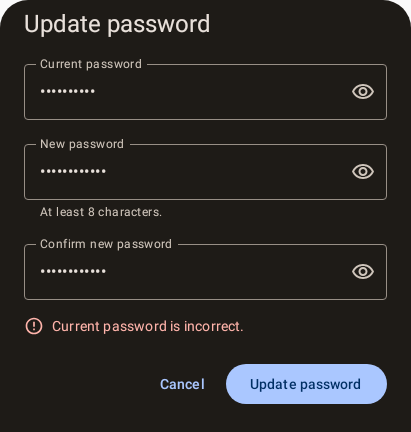 Update password
Current password
••••••••••
New password
••••••••••••
At least 8 characters.
Confirm new password
••••••••••••
Current password is incorrect.
Cancel
Update password